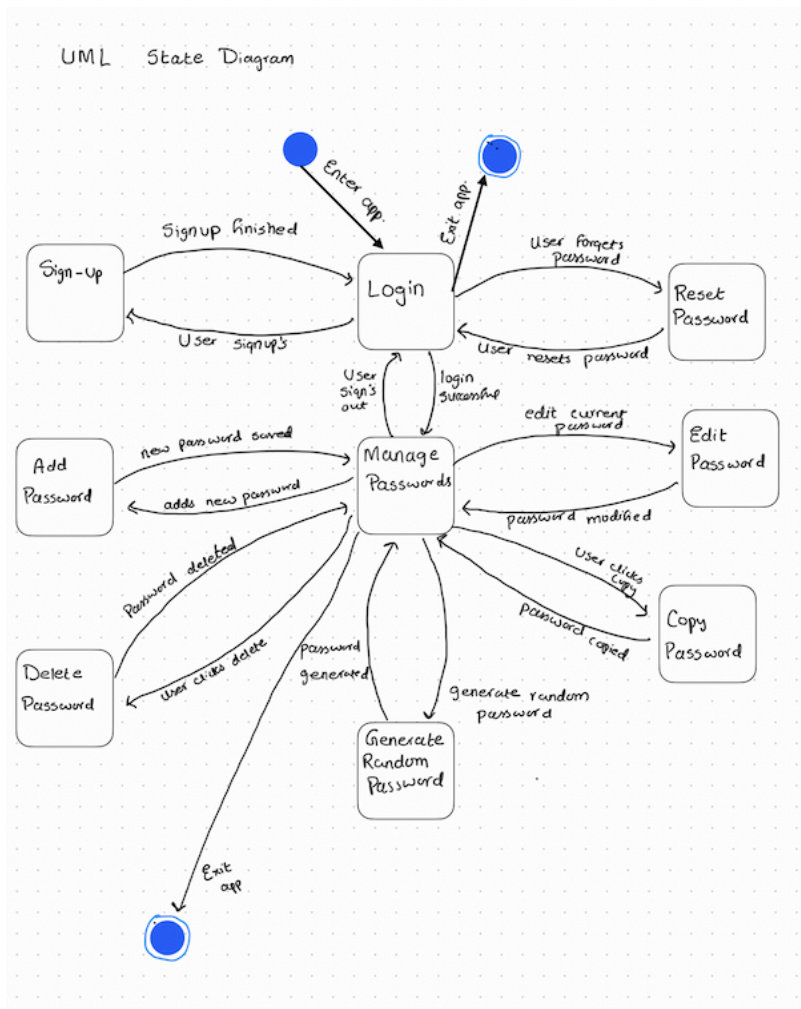 UML State Diagram
Enter app.
Exit app.
Signup finished
User forgets
password
Sign-Up
Login
Reset
Password
User signup's
User resets password
User
sign's
out
login
successful
edit current
password
new password saved
Add
Password
Manage
Passwords
Edit
Password
adds new password
password modified
Password deleted
User clicks
copy
Copy
Password
password copied
User clicks delete
password
generated
Delete
Password
generate random
password
Generate
Random
Password
Exit
app